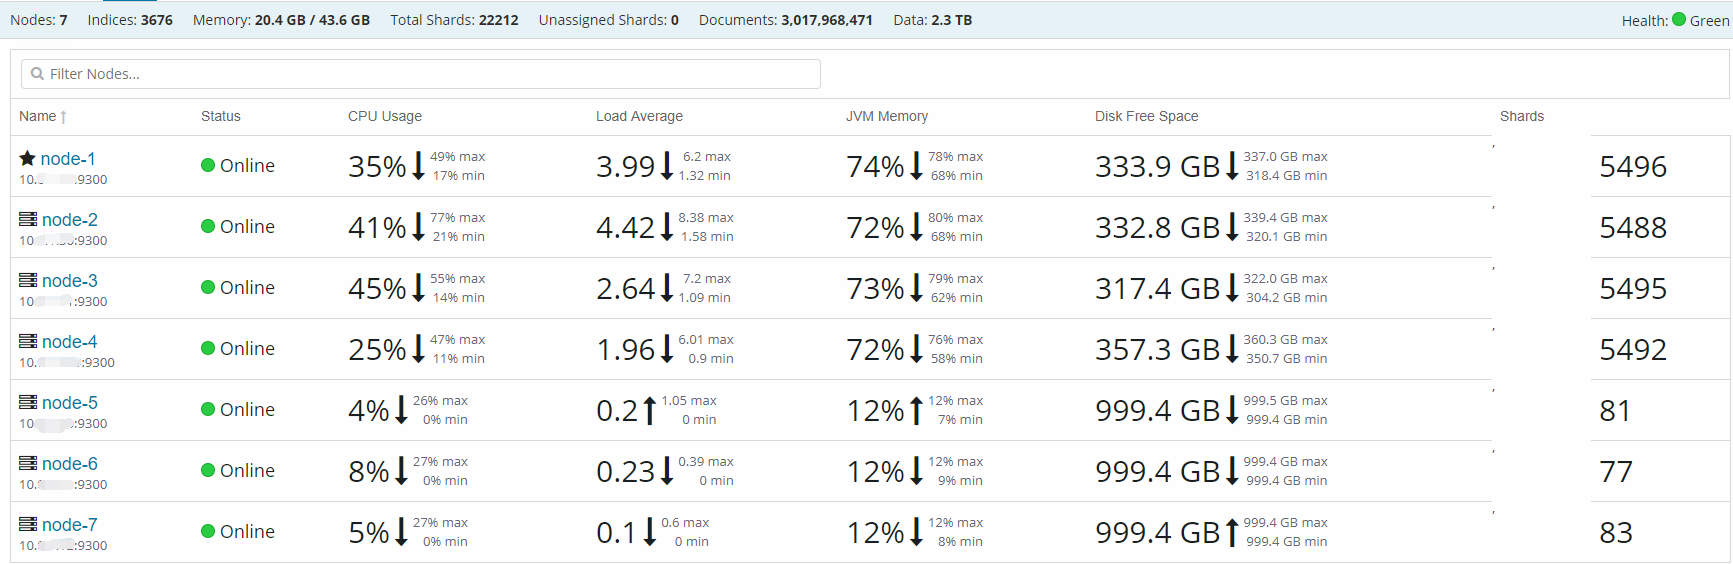 Nodes: 7 Indices: 3676 Memory: 20.4 GB / 43.6 GB Total Shards: 22212 Unassigned Shards: 0 Documents: 3,017,968,471 Data: 2.3 TB Health: Green
Filter Nodes...
Name Status CPU Usage Load Average JVM Memory Disk Free Space Shards
node-1 Online 35% 49% max 17% min 3.99 6.2 max 1.32 min 74% 78% max 68% min 333.9 GB 337.0 GB max 318.4 GB min 5496
10. :9300
node-2 Online 41% 77% max 21% min 4.42 8.38 max 1.58 min 72% 80% max 68% min 332.8 GB 339.4 GB max 320.1 GB min 5488
10 :9300
node-3 Online 45% 55% max 14% min 2.64 7.2 max 1.09 min 73% 79% max 62% min 317.4 GB 322.0 GB max 304.2 GB min 5495
10. :9300
node-4 Online 25% 47% max 11% min 1.96 6.01 max 0.9 min 72% 76% max 58% min 357.3 GB 360.3 GB max 350.7 GB min 5492
10. :9300
node-5 Online 4% 26% max 0% min 0.2 1.05 max 0 min 12% 12% max 7% min 999.4 GB 999.5 GB max 999.4 GB min 81
10 :9300
node-6 Online 8% 27% max 0% min 0.23 0.39 max 0 min 12% 12% max 9% min 999.4 GB 999.4 GB max 999.4 GB min 77
10. :9300
node-7 Online 5% 27% max 0% min 0.1 0.6 max 0 min 12% 12% max 8% min 999.4 GB 999.4 GB max 999.4 GB min 83
10. :9300